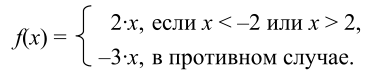 2·x, если x < –2 или x > 2,
f(x) =
–3·x, в противном случае.